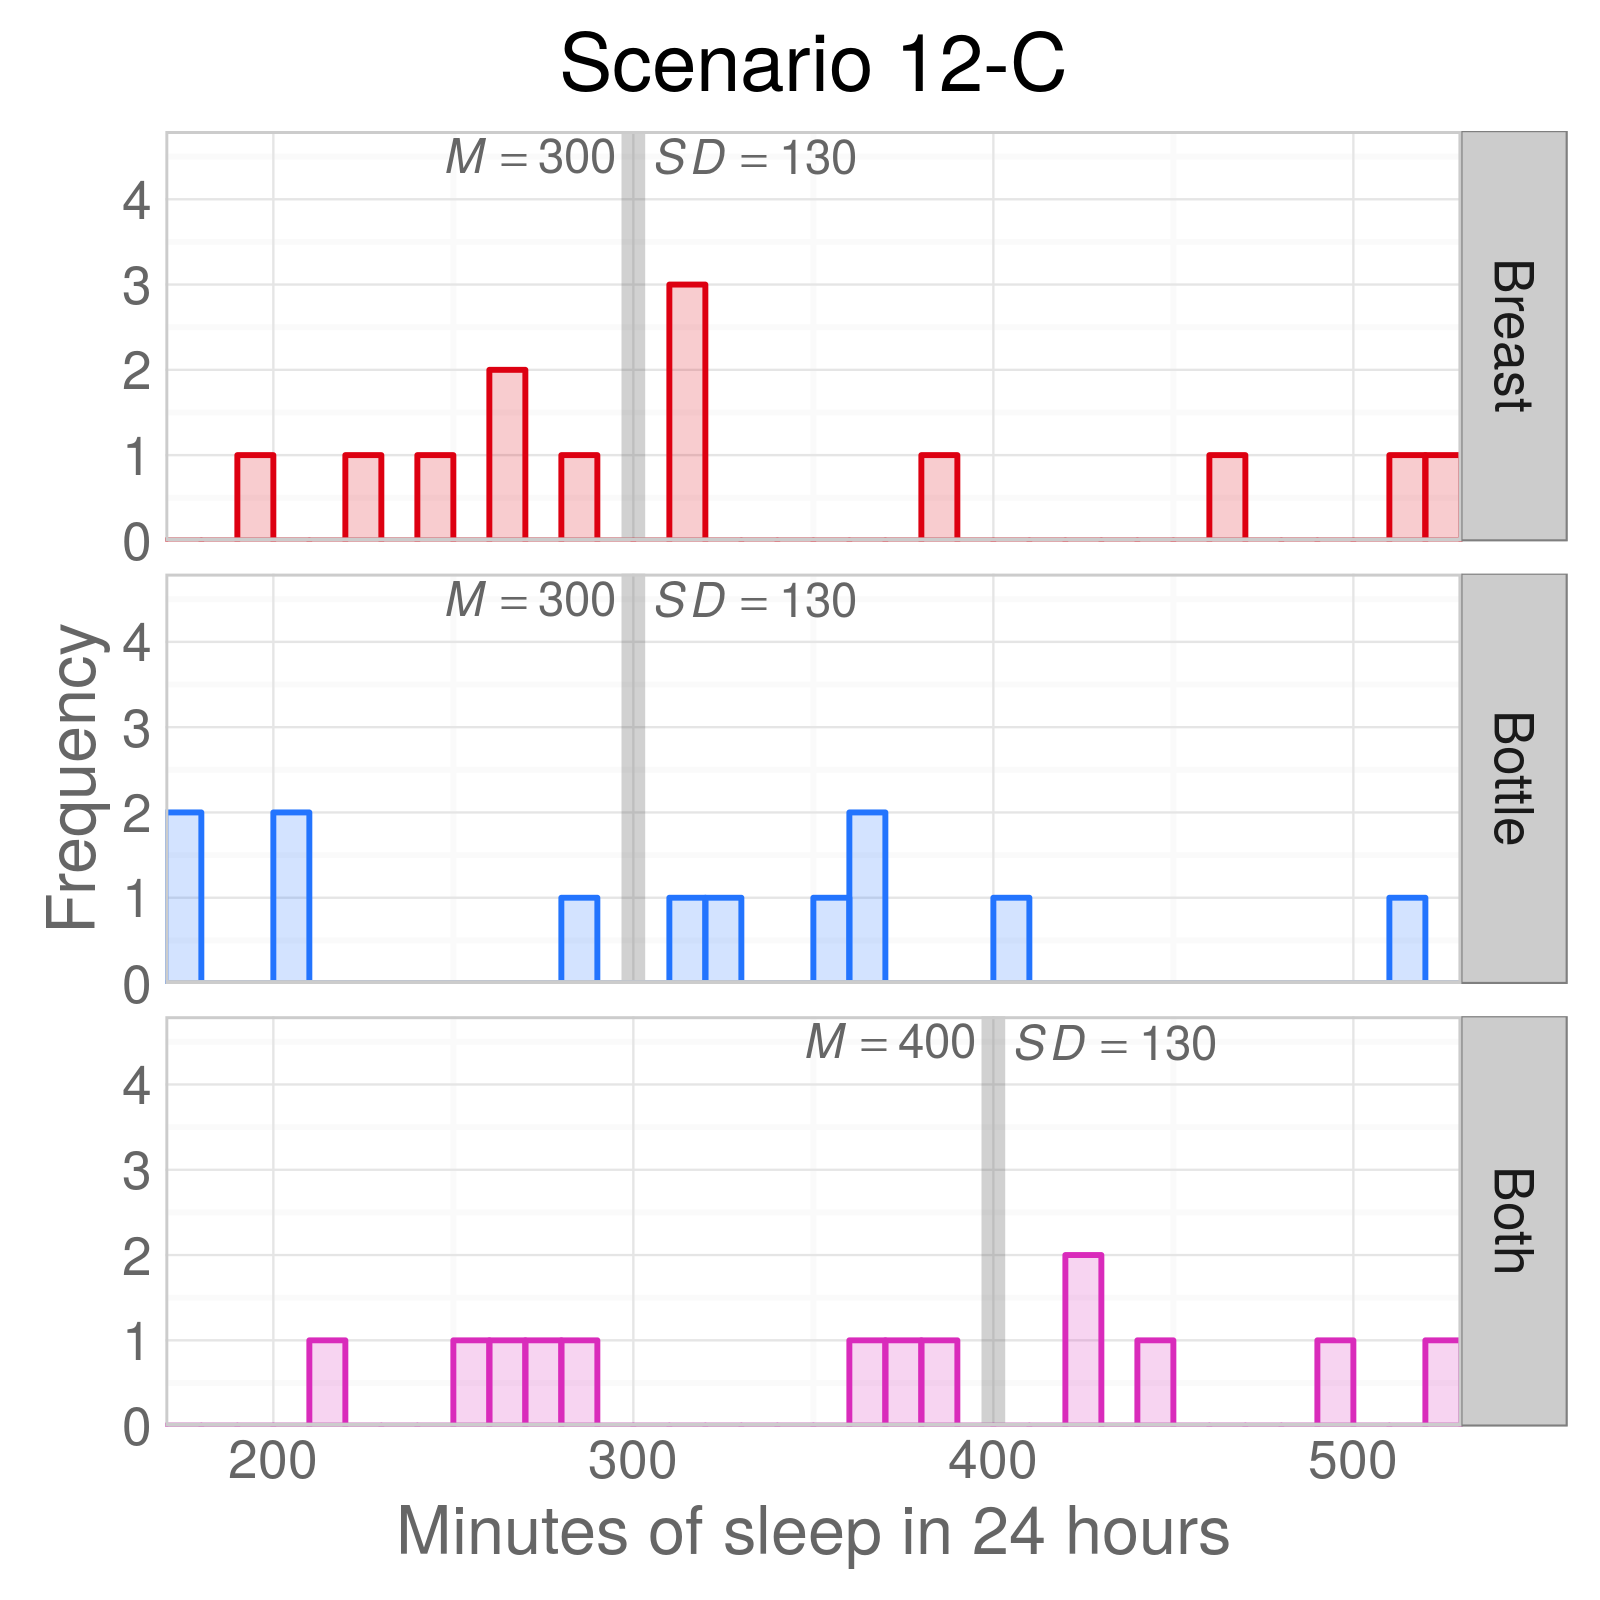 Scenario 12-C
M = 300 SD = 130
4
3
2
1
0
Breast
M = 300 SD = 130
4
3
2
1
0
Bottle
M = 400 SD = 130
4
3
2
1
0
Both
Frequency
200 300 400 500
Minutes of sleep in 24 hours